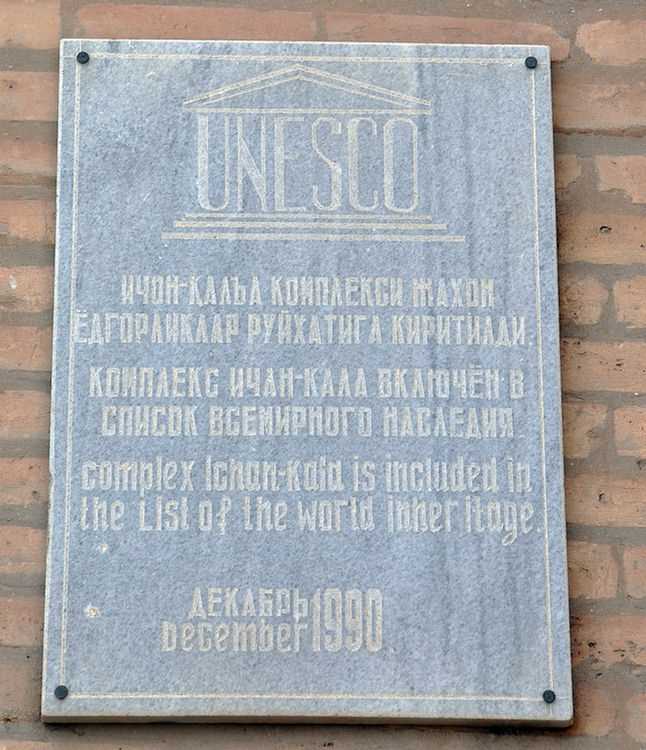 UNESCO
ИЧОН-ҚАЛЪА КОМПЛЕКСИ ЖАХОН
ЁДГОРЛИКЛАР РУЙХАТИГА КИРИТИЛДИ.
КОМПЛЕКС ИЧАН-КАЛА ВКЛЮЧЁН В
СПИСОК ВСЕМИРНОГО НАСЛЕДИЯ
complex Ichan-kala is included in
the List of the world inheritage.
ДЕКАБРЬ
December 1990